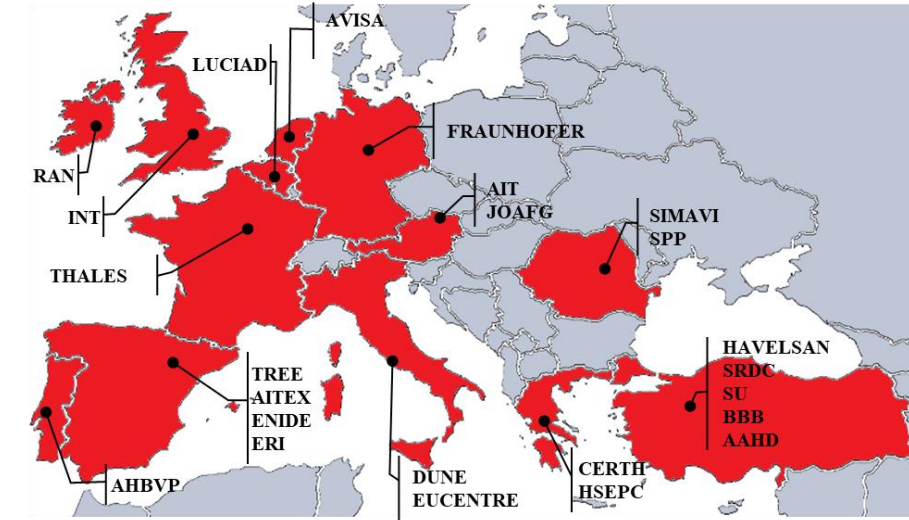 AVISA
LUCIAD
FRAUNHOFER
RAN
AIT
JOAFG
INT
SIMAVI
SPP
THALES
HAVELSAN
SRDC
SU
BBB
AAHD
TREE
AITEX
ENIDE
ERI
AHBVP
DUNE
EUCENTRE
CERTH
HSEPC